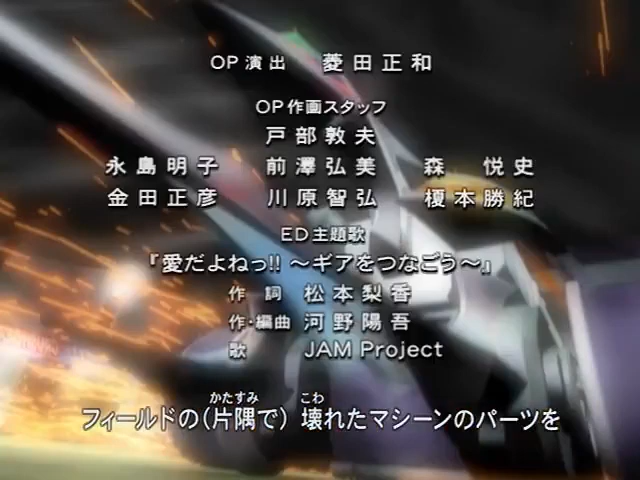 OP演出 菱田正和
OP作画スタッフ
戸部敦夫
永島明子 前澤弘美 森 悦史
金田正彦 川原智弘 榎本勝紀
ED主題歌
『愛だよねっ!! ～ギアをつなごう～』
作 詞 松本梨香
作・編曲 河野陽吾
歌 JAM Project
かたすみ こわ
フィールドの(片隅で) 壊れたマシーンのパーツを